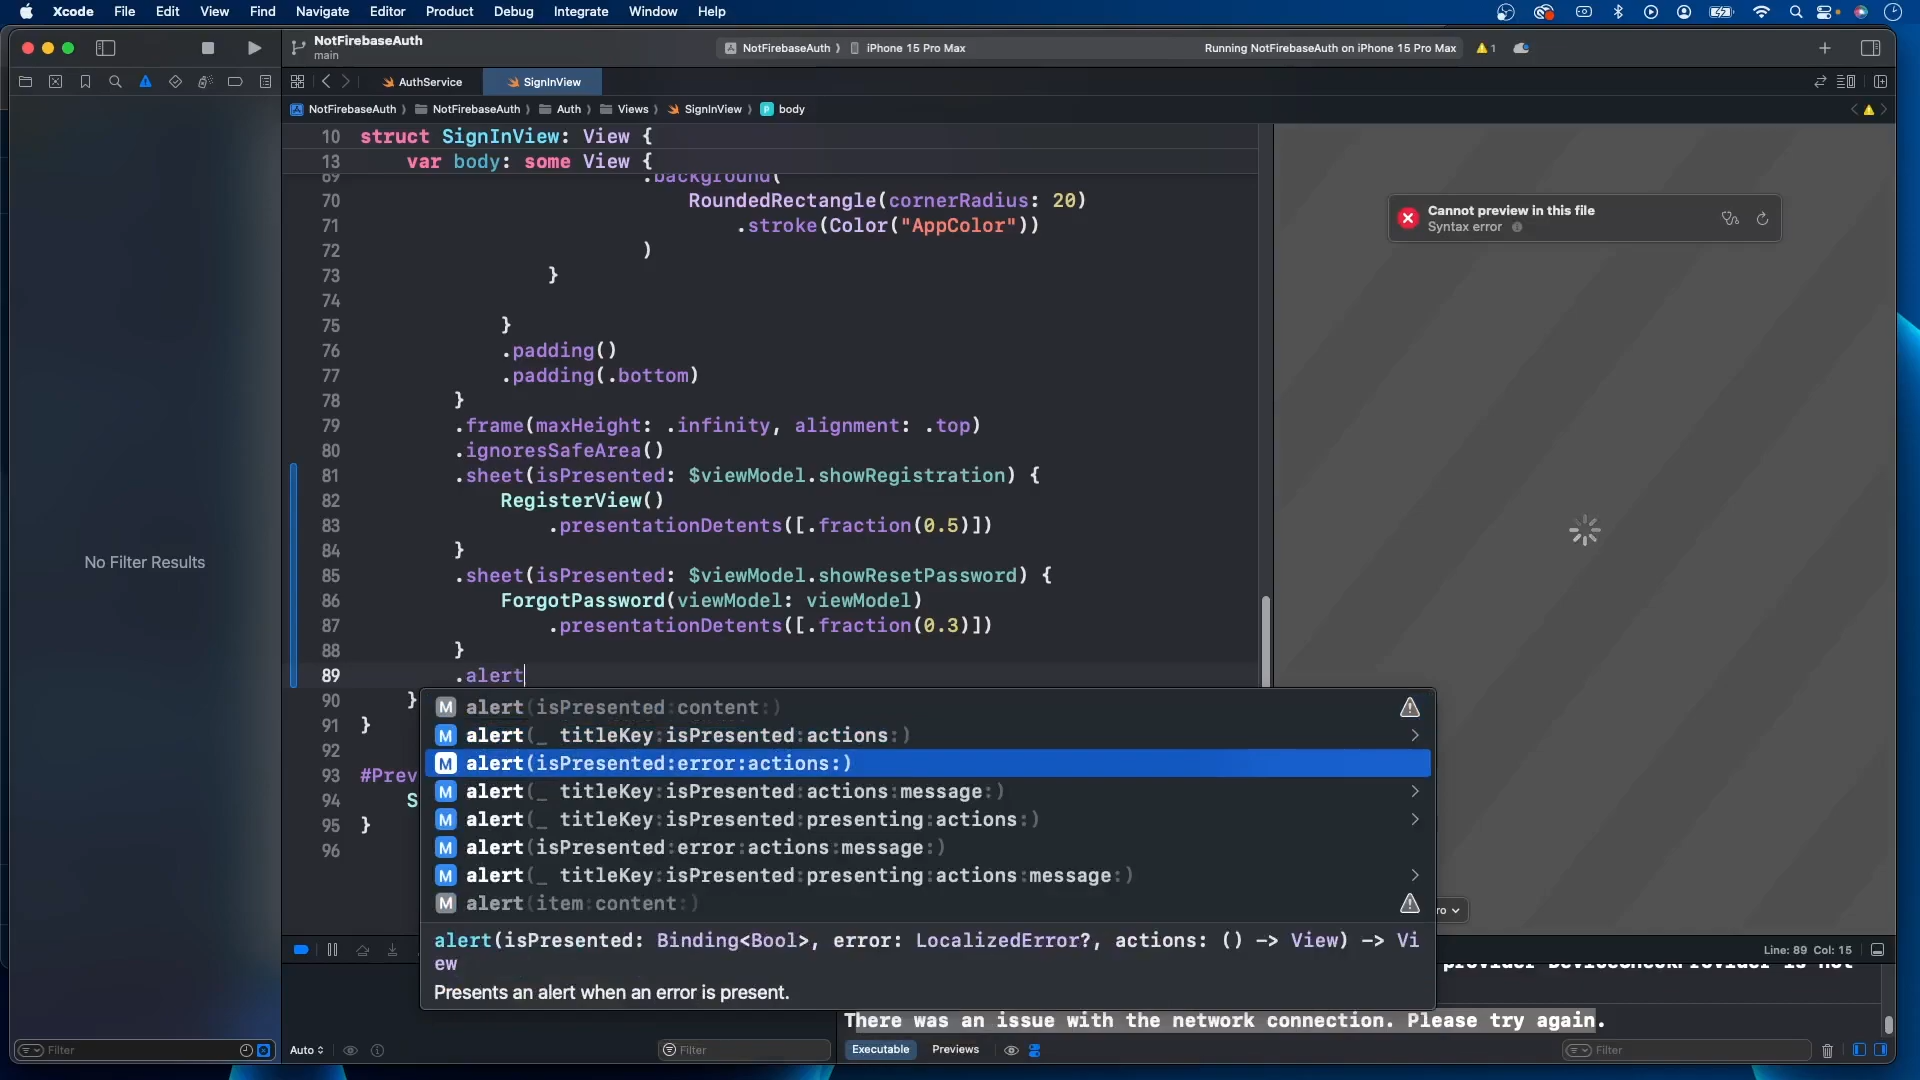 Xcode File Edit View Find Navigate Editor Product Debug Integrate Window Help
NotFirebaseAuth
main
NotFirebaseAuth iPhone 15 Pro Max
Running NotFirebaseAuth on iPhone 15 Pro Max
1
AuthService
SignInView
NotFirebaseAuth NotFirebaseAuth Auth Views SignInView body
10 struct SignInView: View {
13 var body: some View {
69 .background(
70 RoundedRectangle(cornerRadius: 20)
71 .stroke(Color("AppColor"))
72 )
73 }
74
75 }
76 .padding()
77 .padding(.bottom)
78 }
79 .frame(maxHeight: .infinity, alignment: .top)
80 .ignoresSafeArea()
81 .sheet(isPresented: $viewModel.showRegistration) {
82 RegisterView()
83 .presentationDetents([.fraction(0.5)])
84 }
85 .sheet(isPresented: $viewModel.showResetPassword) {
86 ForgotPassword(viewModel: viewModel)
87 .presentationDetents([.fraction(0.3)])
88 }
89 .alert
90 }
91 }
92
93 #Prev
94 S
95 }
96
M alert(isPresented:content:)
M alert(_ titleKey:isPresented:actions:)
M alert(isPresented:error:actions:)
M alert(_ titleKey:isPresented:actions:message:)
M alert(_ titleKey:isPresented:presenting:actions:)
M alert(isPresented:error:actions:message:)
M alert(_ titleKey:isPresented:presenting:actions:message:)
M alert(item:content:)
alert(isPresented: Binding<Bool>, error: LocalizedError?, actions: () -> View) -> Vi
ew
Presents an alert when an error is present.
No Filter Results
Cannot preview in this file
Syntax error
ro
Line: 89 Col: 15
provider DeviceCheckProvider is not
There was an issue with the network connection. Please try again.
Filter
Auto
Filter
Executable Previews
Filter